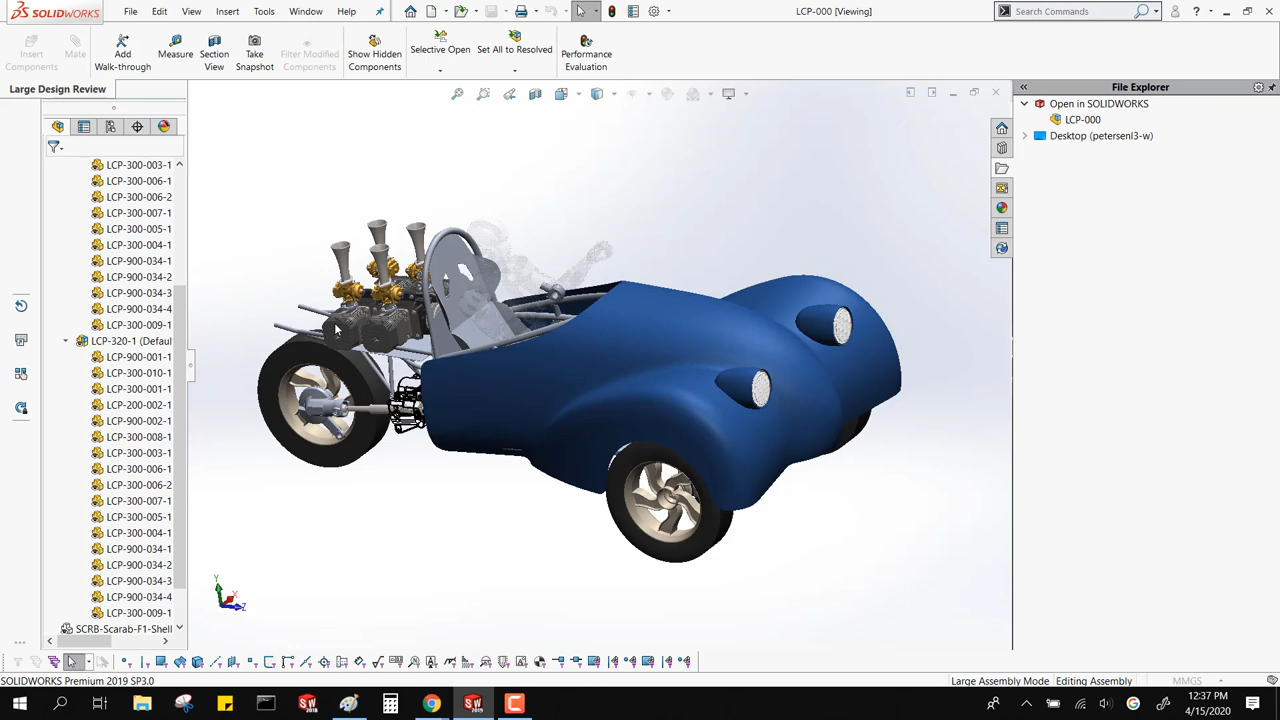 SOLIDWORKS File Edit View Insert Tools Window Help LCP-000 [Viewing] Search Commands ?
Insert Components
Mate
Add Walk-through
Measure
Section View
Take Snapshot
Filter Modified Components
Show Hidden Components
Selective Open
Set All to Resolved
Performance Evaluation
Large Design Review
File Explorer
Open in SOLIDWORKS
LCP-000
Desktop (petersenl3-w)
LCP-300-003-1
LCP-300-006-1
LCP-300-006-2
LCP-300-007-1
LCP-300-005-1
LCP-300-004-1
LCP-900-034-1
LCP-900-034-2
LCP-900-034-3
LCP-900-034-4
LCP-300-009-1
LCP-320-1 (Defaul
LCP-900-001-1
LCP-300-010-1
LCP-300-001-1
LCP-200-002-1
LCP-900-002-1
LCP-300-008-1
LCP-300-003-1
LCP-300-006-1
LCP-300-006-2
LCP-300-007-1
LCP-300-005-1
LCP-300-004-1
LCP-900-034-1
LCP-900-034-2
LCP-900-034-3
LCP-900-034-4
LCP-300-009-1
SCRB-Scarab-F1-Shell
Y
X
Z
SOLIDWORKS Premium 2019 SP3.0 Large Assembly Mode Editing Assembly MMGS
12:37 PM
4/15/2020